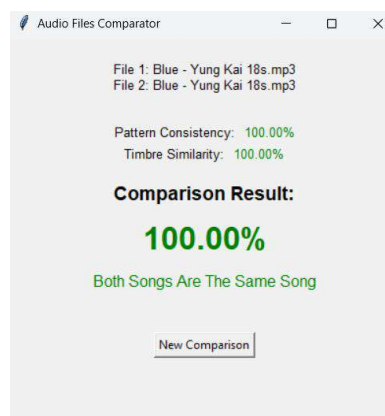 Audio Files Comparator
File 1: Blue - Yung Kai 18s.mp3
File 2: Blue - Yung Kai 18s.mp3
Pattern Consistency: 100.00%
Timbre Similarity: 100.00%
Comparison Result:
100.00%
Both Songs Are The Same Song
New Comparison